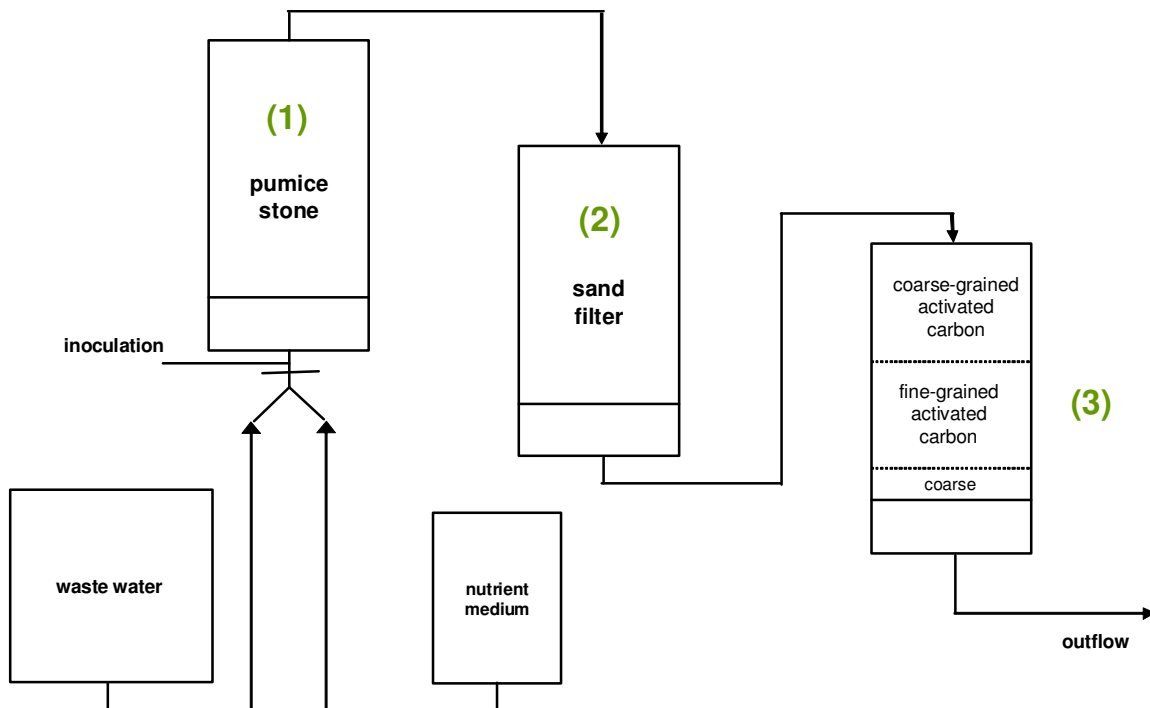 (1)
pumice
stone
(2)
sand
filter
coarse-grained
activated
carbon
fine-grained
activated
carbon
coarse
(3)
inoculation
waste water
nutrient
medium
outflow